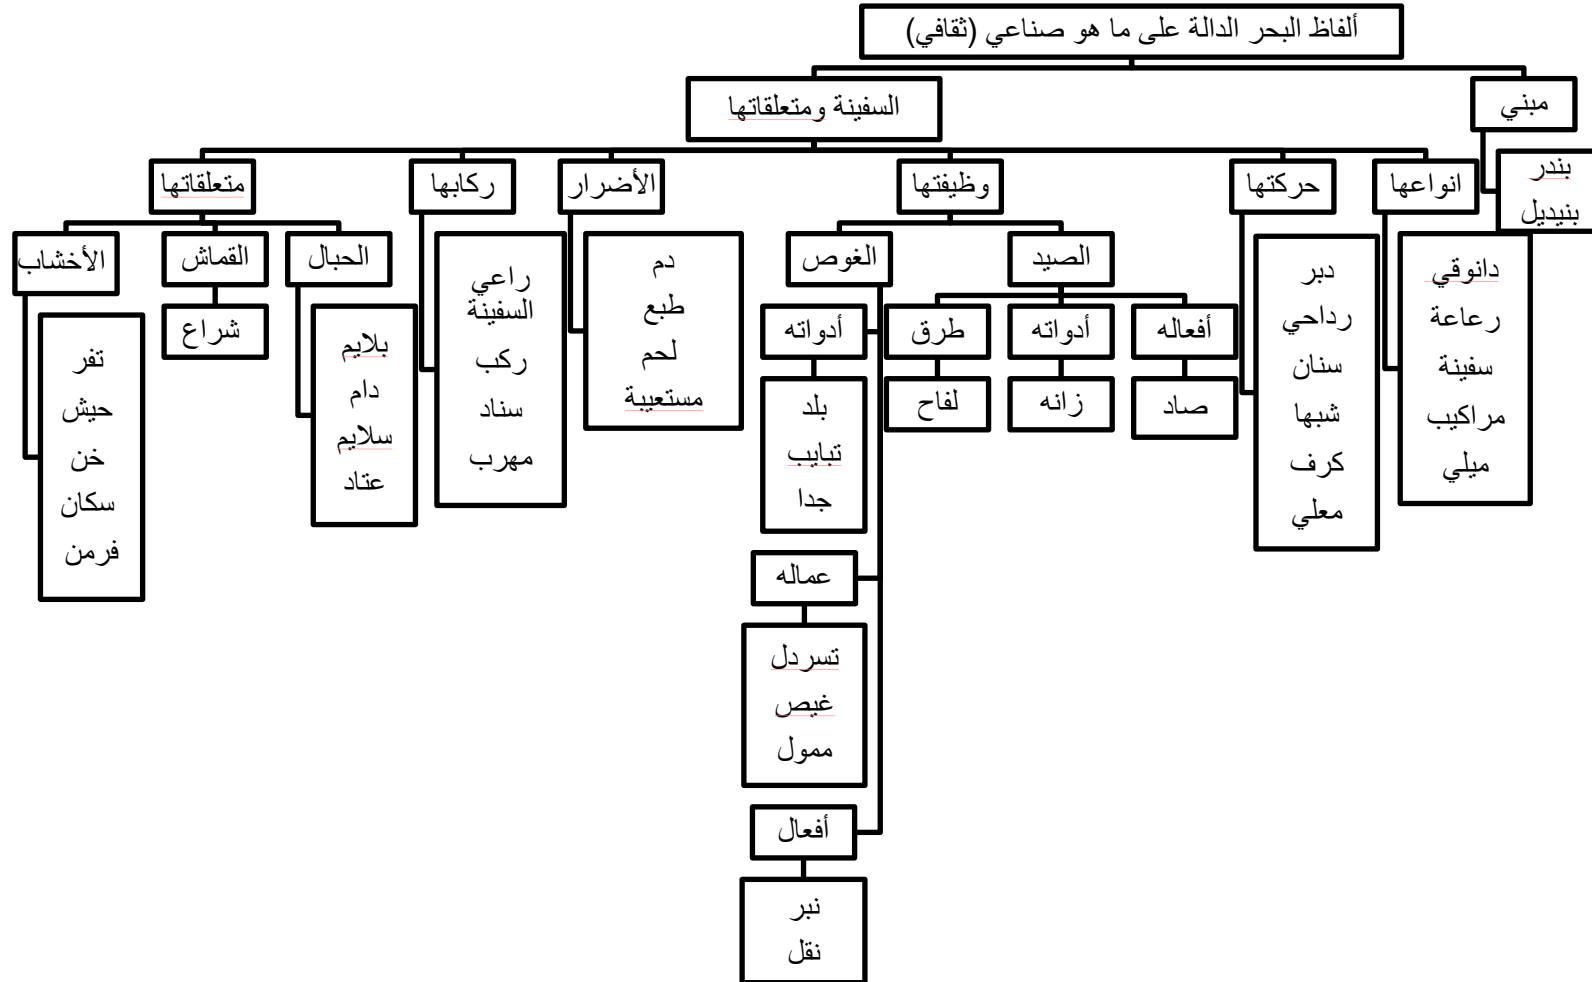 ألفاظ البحر الدالة على ما هو صناعي (ثقافي)
مبني
السفينة ومتعلقاتها
بندر
بنيديل
انواعها
حركتها
وظيفتها
الأضرار
ركابها
متعلقاتها
دانوقي
رعاعة
سفينة
مراكيب
ميلي
دبر
رداحي
سنان
شبها
كرف
معلي
الصيد
الغوص
أفعاله
أدواته
طرق
صاد
زانه
لفاح
أدواته
بلد
تبايب
جدا
عماله
تسردل
غيص
ممول
أفعال
نبر
نقل
دم
طبع
لحم
مستعيبة
راعي
السفينة
ركب
سناد
مهرب
الحبال
القماش
الأخشاب
بلايم
دام
سلايم
عتاد
شراع
تفر
حيش
خن
سكان
فرمن